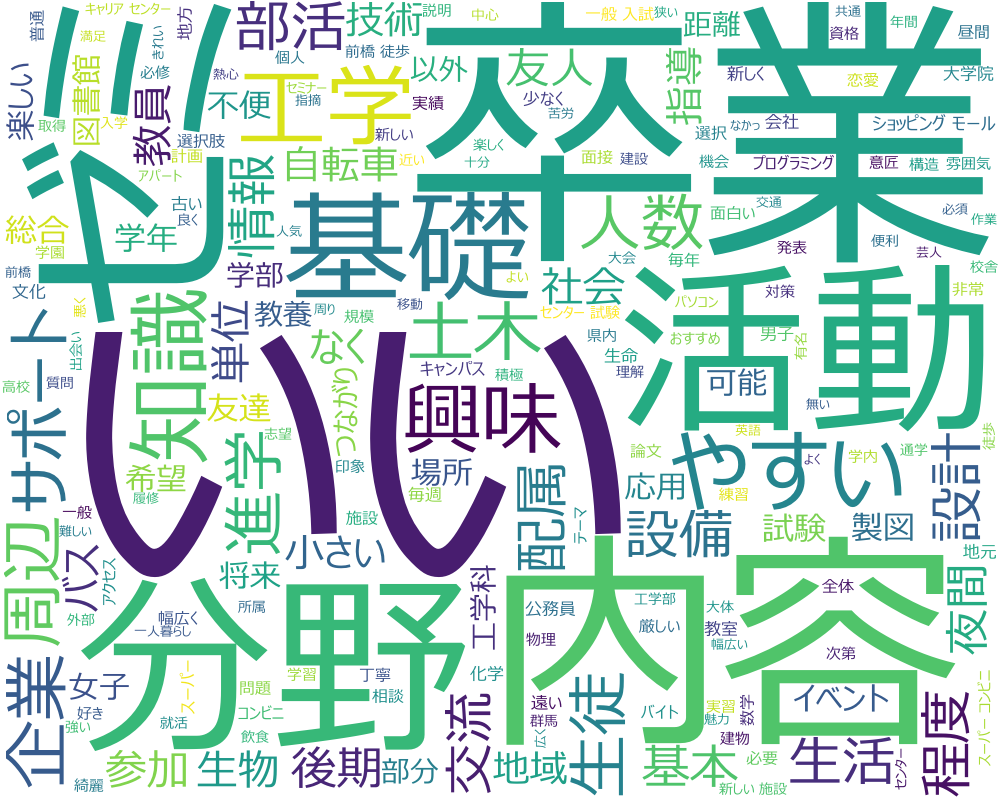 キャリア センター
普通
満足
きれい
地方
説明
部活
技術
中心
一般 入試
狭い
共通
年間
資格
昼間
距離
個人
前橋 徒歩
以外
友人
新しく
恋愛
大学院
ゼミ
卒業
楽しい
図書館
必修
熱心
工学
セミナー
指摘
不便
実績
少なく
苦労
指導
選択
なかっ
会社
ショッピング モール
取得
教員
入学
選択肢
計画
新しい
近い
楽しく
十分
面接
建設
機会
プログラミング
意匠
構造
雰囲気
アパート
自転車
情報
基礎
人数
古い
良く
人気
面白い
交通
必須
作業
総合
学園
学年
毎年
発表
便利
芸人
前橋
文化
学部
移動
よい
大会
社会
校舎
悪く
知識
単位
教養
規模
周り
センター 試験
パソコン
対策
非常
サポート
出会い
つながり
なく
土木
県内
おすすめ
男子
有名
活動
高校
質問
友達
キャンパス
積極
生命
理解
可能
無い
いい
興味
やすい
英語
徒歩
希望
志望
印象
場所
論文
よく
学内
通学
履修
進学
毎週
配属
応用
練習
設計
一般
難しい
施設
テーマ
設備
試験
製図
周辺
バス
アクセス
小さい
地元
将来
夜間
外部
幅広く
一人暮らし
所属
分野
内容
工学科
公務員
工学部
大体
全体
物理
厳しい
教室
幅広い
次第
企業
女子
スーパー
学習
丁寧
問題
相談
化学
好き
強い
就活
コンビニ
飲食
交流
遠い
群馬
広く
生徒
バイト
実習
魅力
数学
建物
イベント
程度
スーパー コンビニ
綺麗
参加
生物
後期
部分
地域
基本
必要
新しい 施設
生活
センター